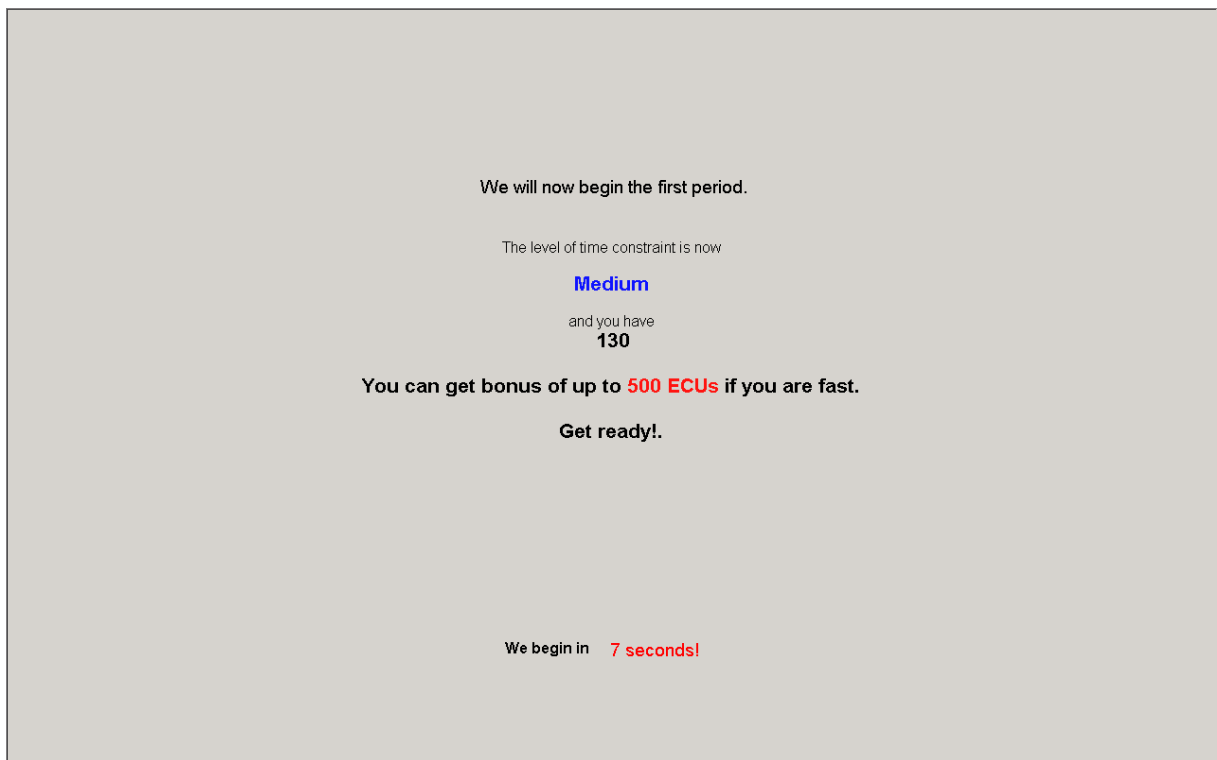 We will now begin the first period.
The level of time constraint is now
Medium
and you have
130
You can get bonus of up to 500 ECUs if you are fast.
Get ready!.
We begin in 7 seconds!